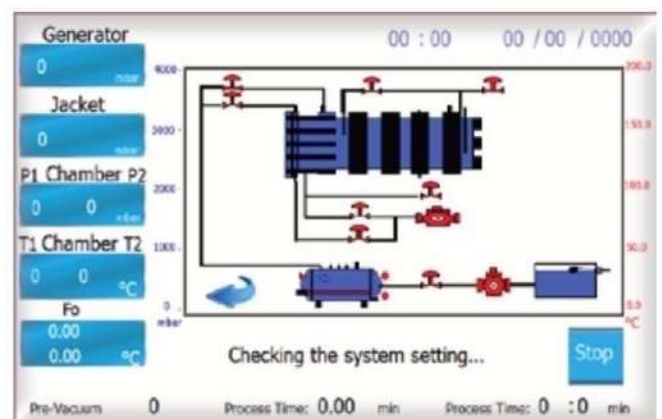 Generator
00 : 00 00 / 00 / 0000
0
mbar
Jacket
0
mbar
P1 Chamber P2
0 0
mbar
T1 Chamber T2
0 0
°C
Fo
0.00
0.00 °C
4000
3000
2000
1000
0
mbar
200.0
150.0
100.0
50.0
0.0
°C
Checking the system setting...
Stop
Pre-Vacuum 0 Process Time: 0.00 min Process Time: 0 :0 min